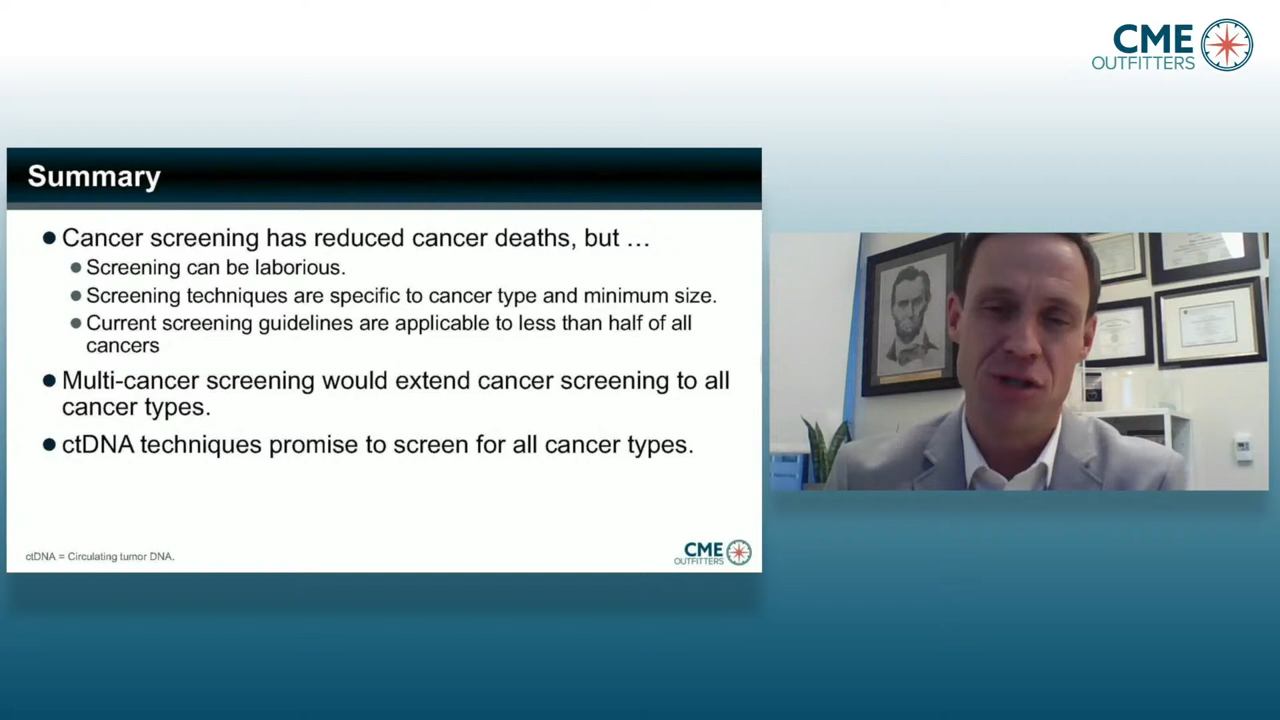 CME
OUTFITTERS
Summary
Cancer screening has reduced cancer deaths, but …
Screening can be laborious.
Screening techniques are specific to cancer type and minimum size.
Current screening guidelines are applicable to less than half of all
cancers
Multi-cancer screening would extend cancer screening to all
cancer types.
ctDNA techniques promise to screen for all cancer types.
ctDNA = Circulating tumor DNA.
CME
OUTFITTERS